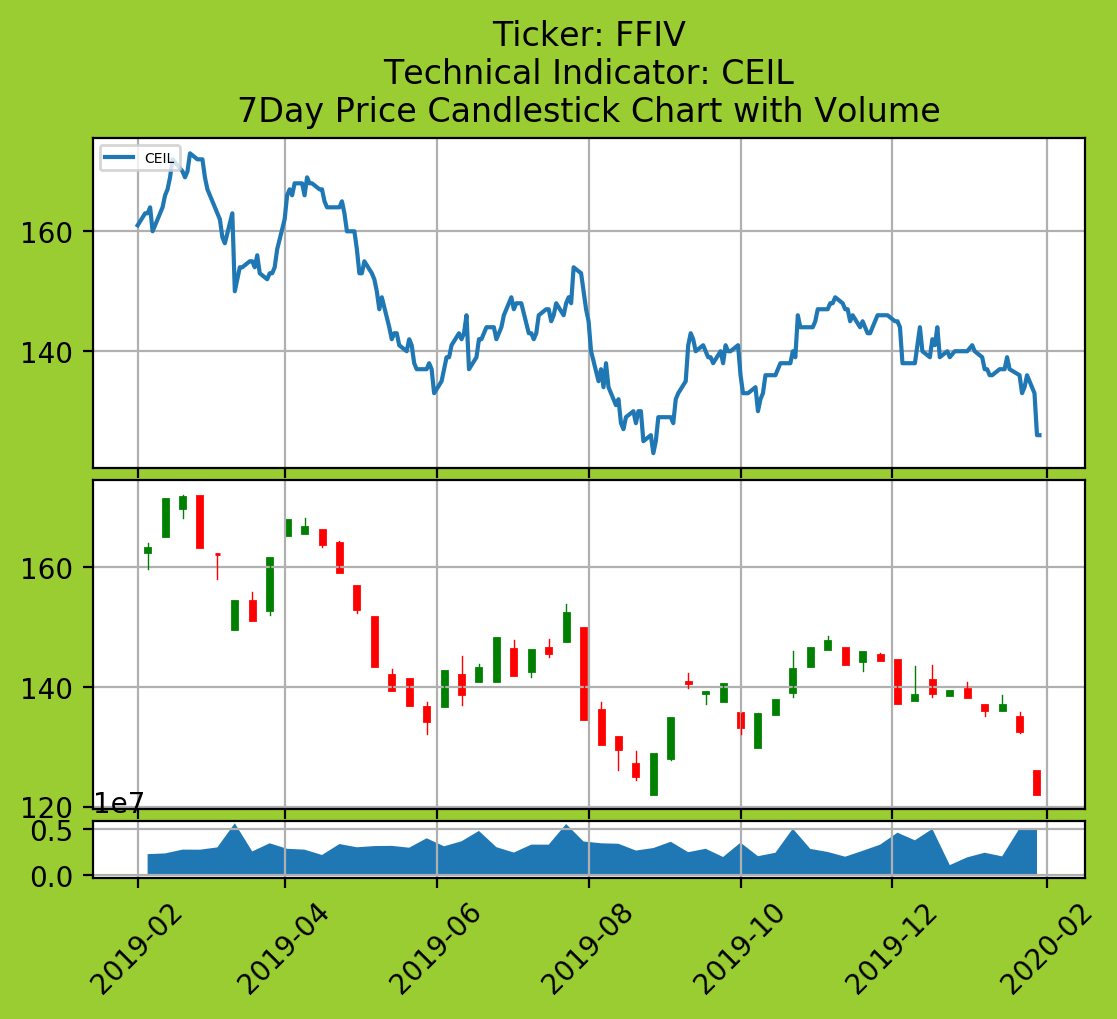 Ticker: FFIV
Technical Indicator: CEIL
7Day Price Candlestick Chart with Volume
CEIL
160
140
160
140
120
1e7
0.5
0.0
2019-02
2019-04
2019-06
2019-08
2019-10
2019-12
2020-02